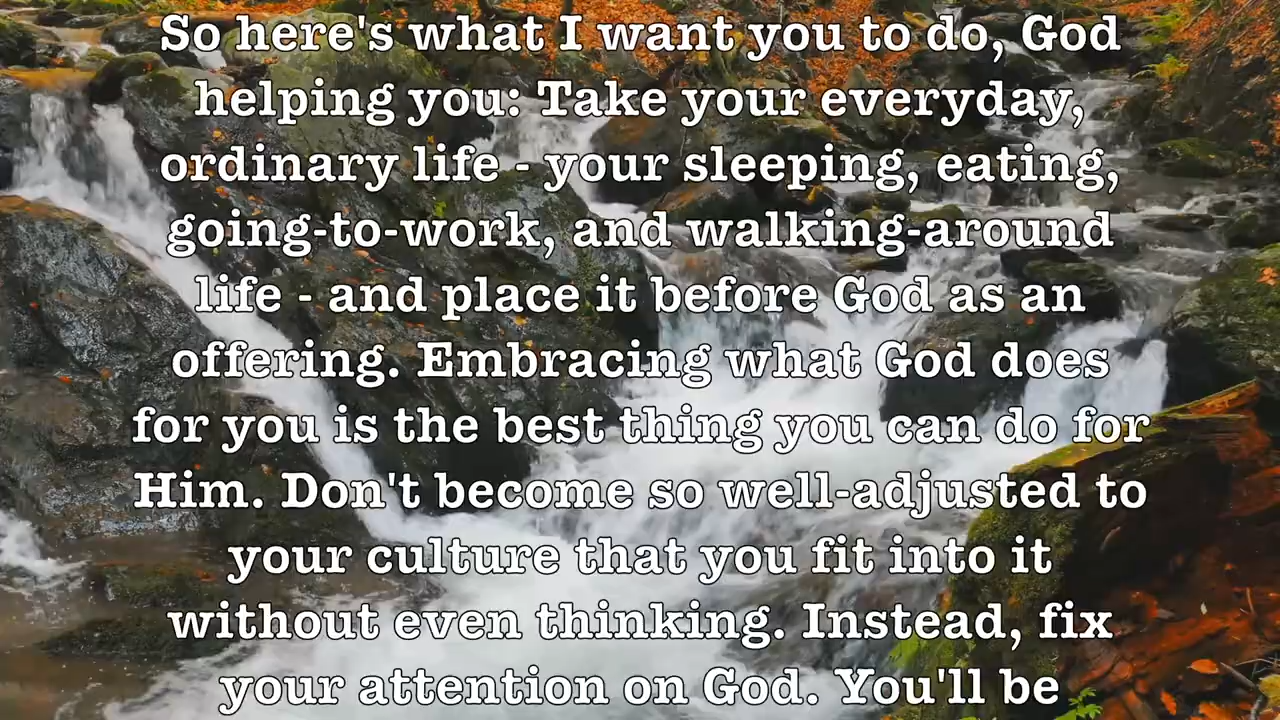 So here's what I want you to do, God
helping you: Take your everyday,
ordinary life - your sleeping, eating,
going-to-work, and walking-around
life - and place it before God as an
offering. Embracing what God does
for you is the best thing you can do for
Him. Don't become so well-adjusted to
your culture that you fit into it
without even thinking. Instead, fix
your attention on God. You'll be